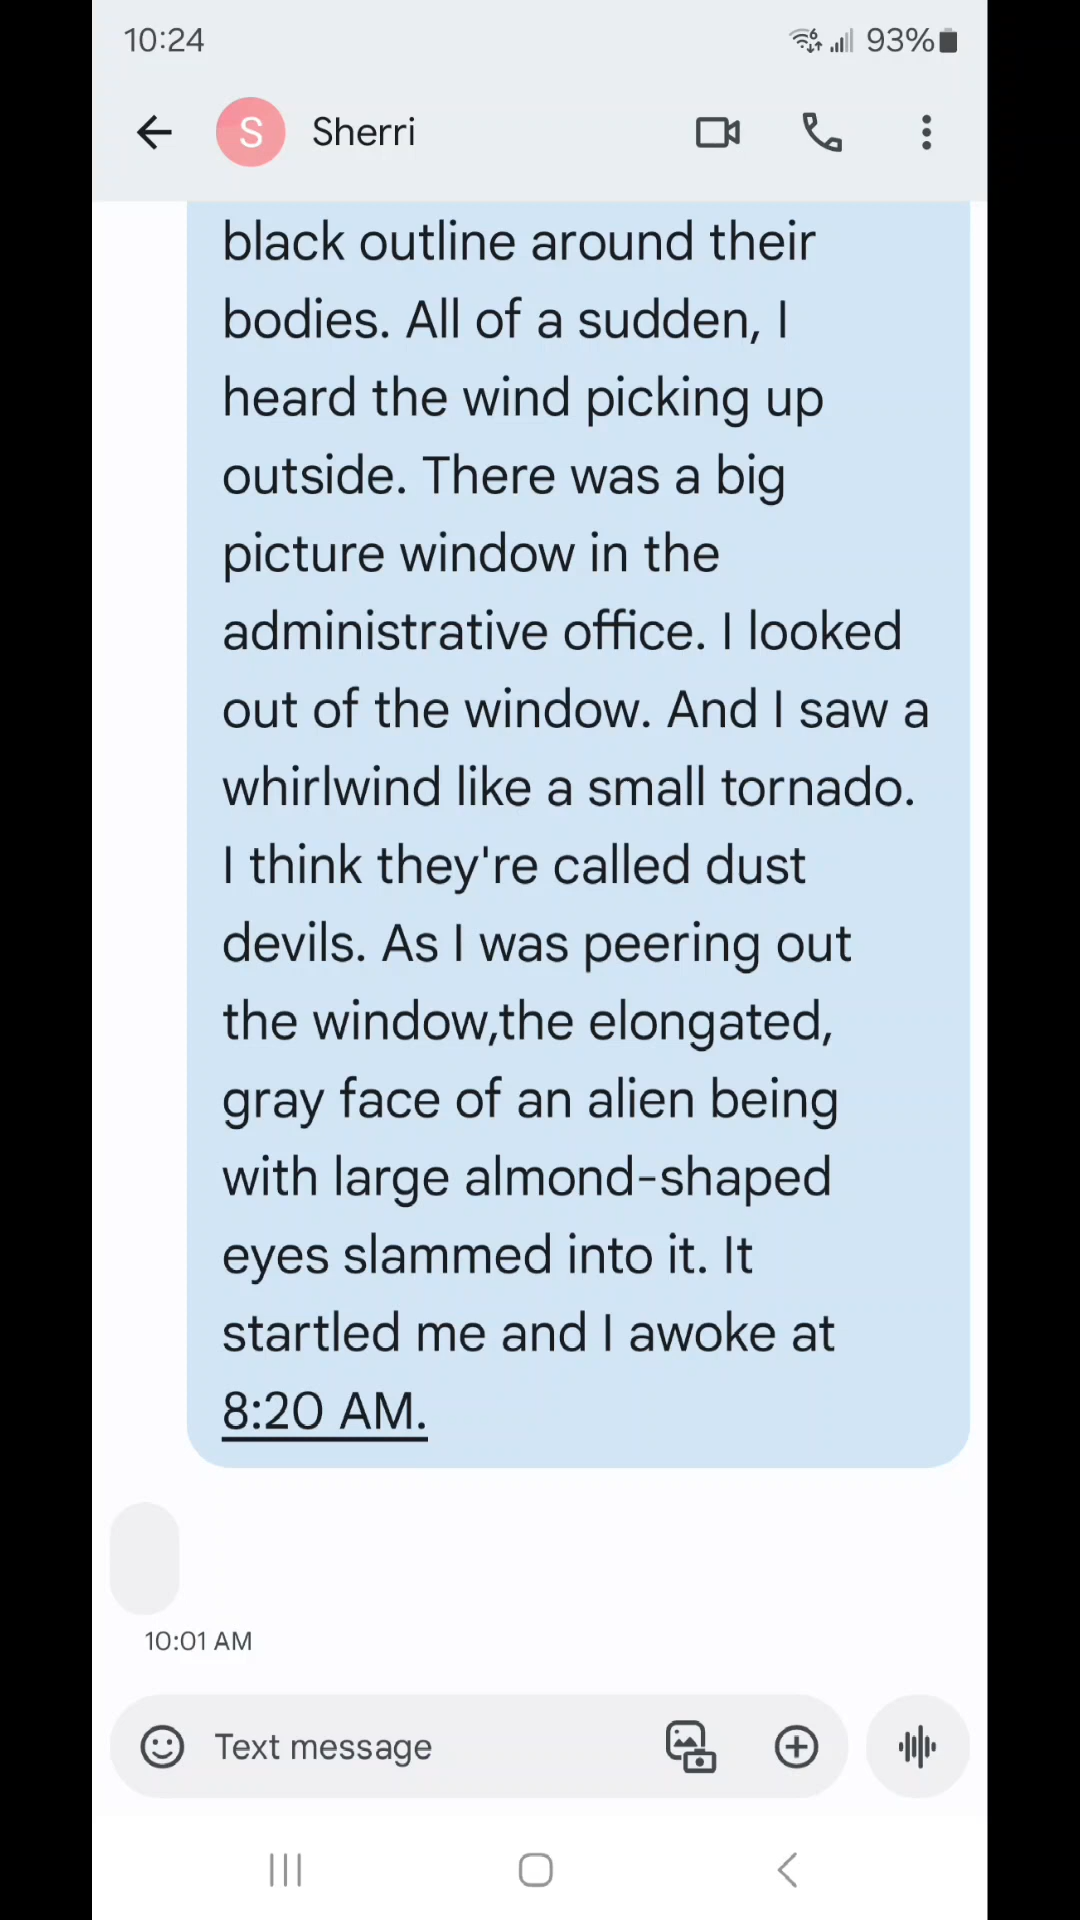 10:24
93%
S
Sherri
black outline around their
bodies. All of a sudden, I
heard the wind picking up
outside. There was a big
picture window in the
administrative office. I looked
out of the window. And I saw a
whirlwind like a small tornado.
I think they're called dust
devils. As I was peering out
the window,the elongated,
gray face of an alien being
with large almond-shaped
eyes slammed into it. It
startled me and I awoke at
8:20 AM.
10:01 AM
Text message